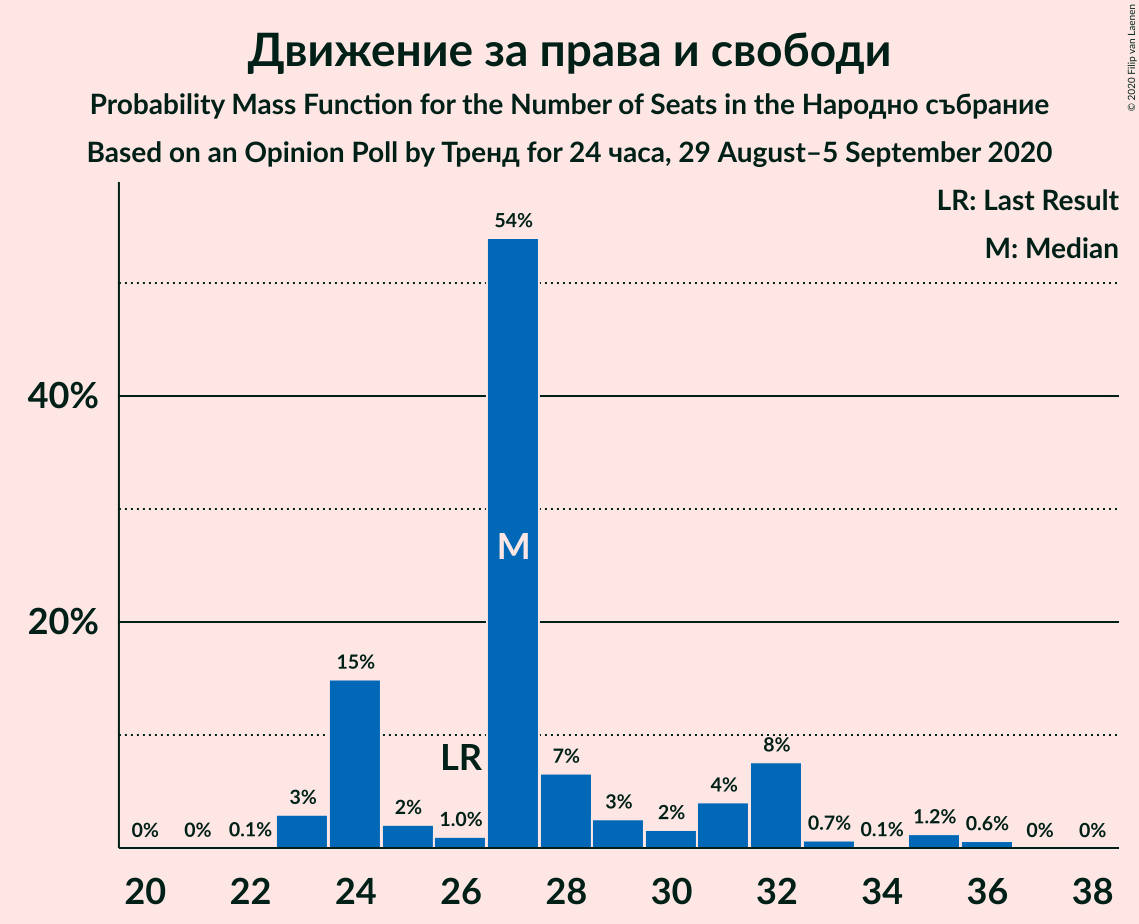 Движение за права и свободи
Probability Mass Function for the Number of Seats in the Народно събрание
Based on an Opinion Poll by Тренд for 24 часа, 29 August–5 September 2020
© 2020 Filip van Laenen
LR: Last Result
M: Median
40%
20%
0% 0% 0.1% 3% 15% 2% 1.0% 54% 7% 3% 2% 4% 8% 0.7% 0.1% 1.2% 0.6% 0% 0%
LR
M
20 22 24 26 28 30 32 34 36 38